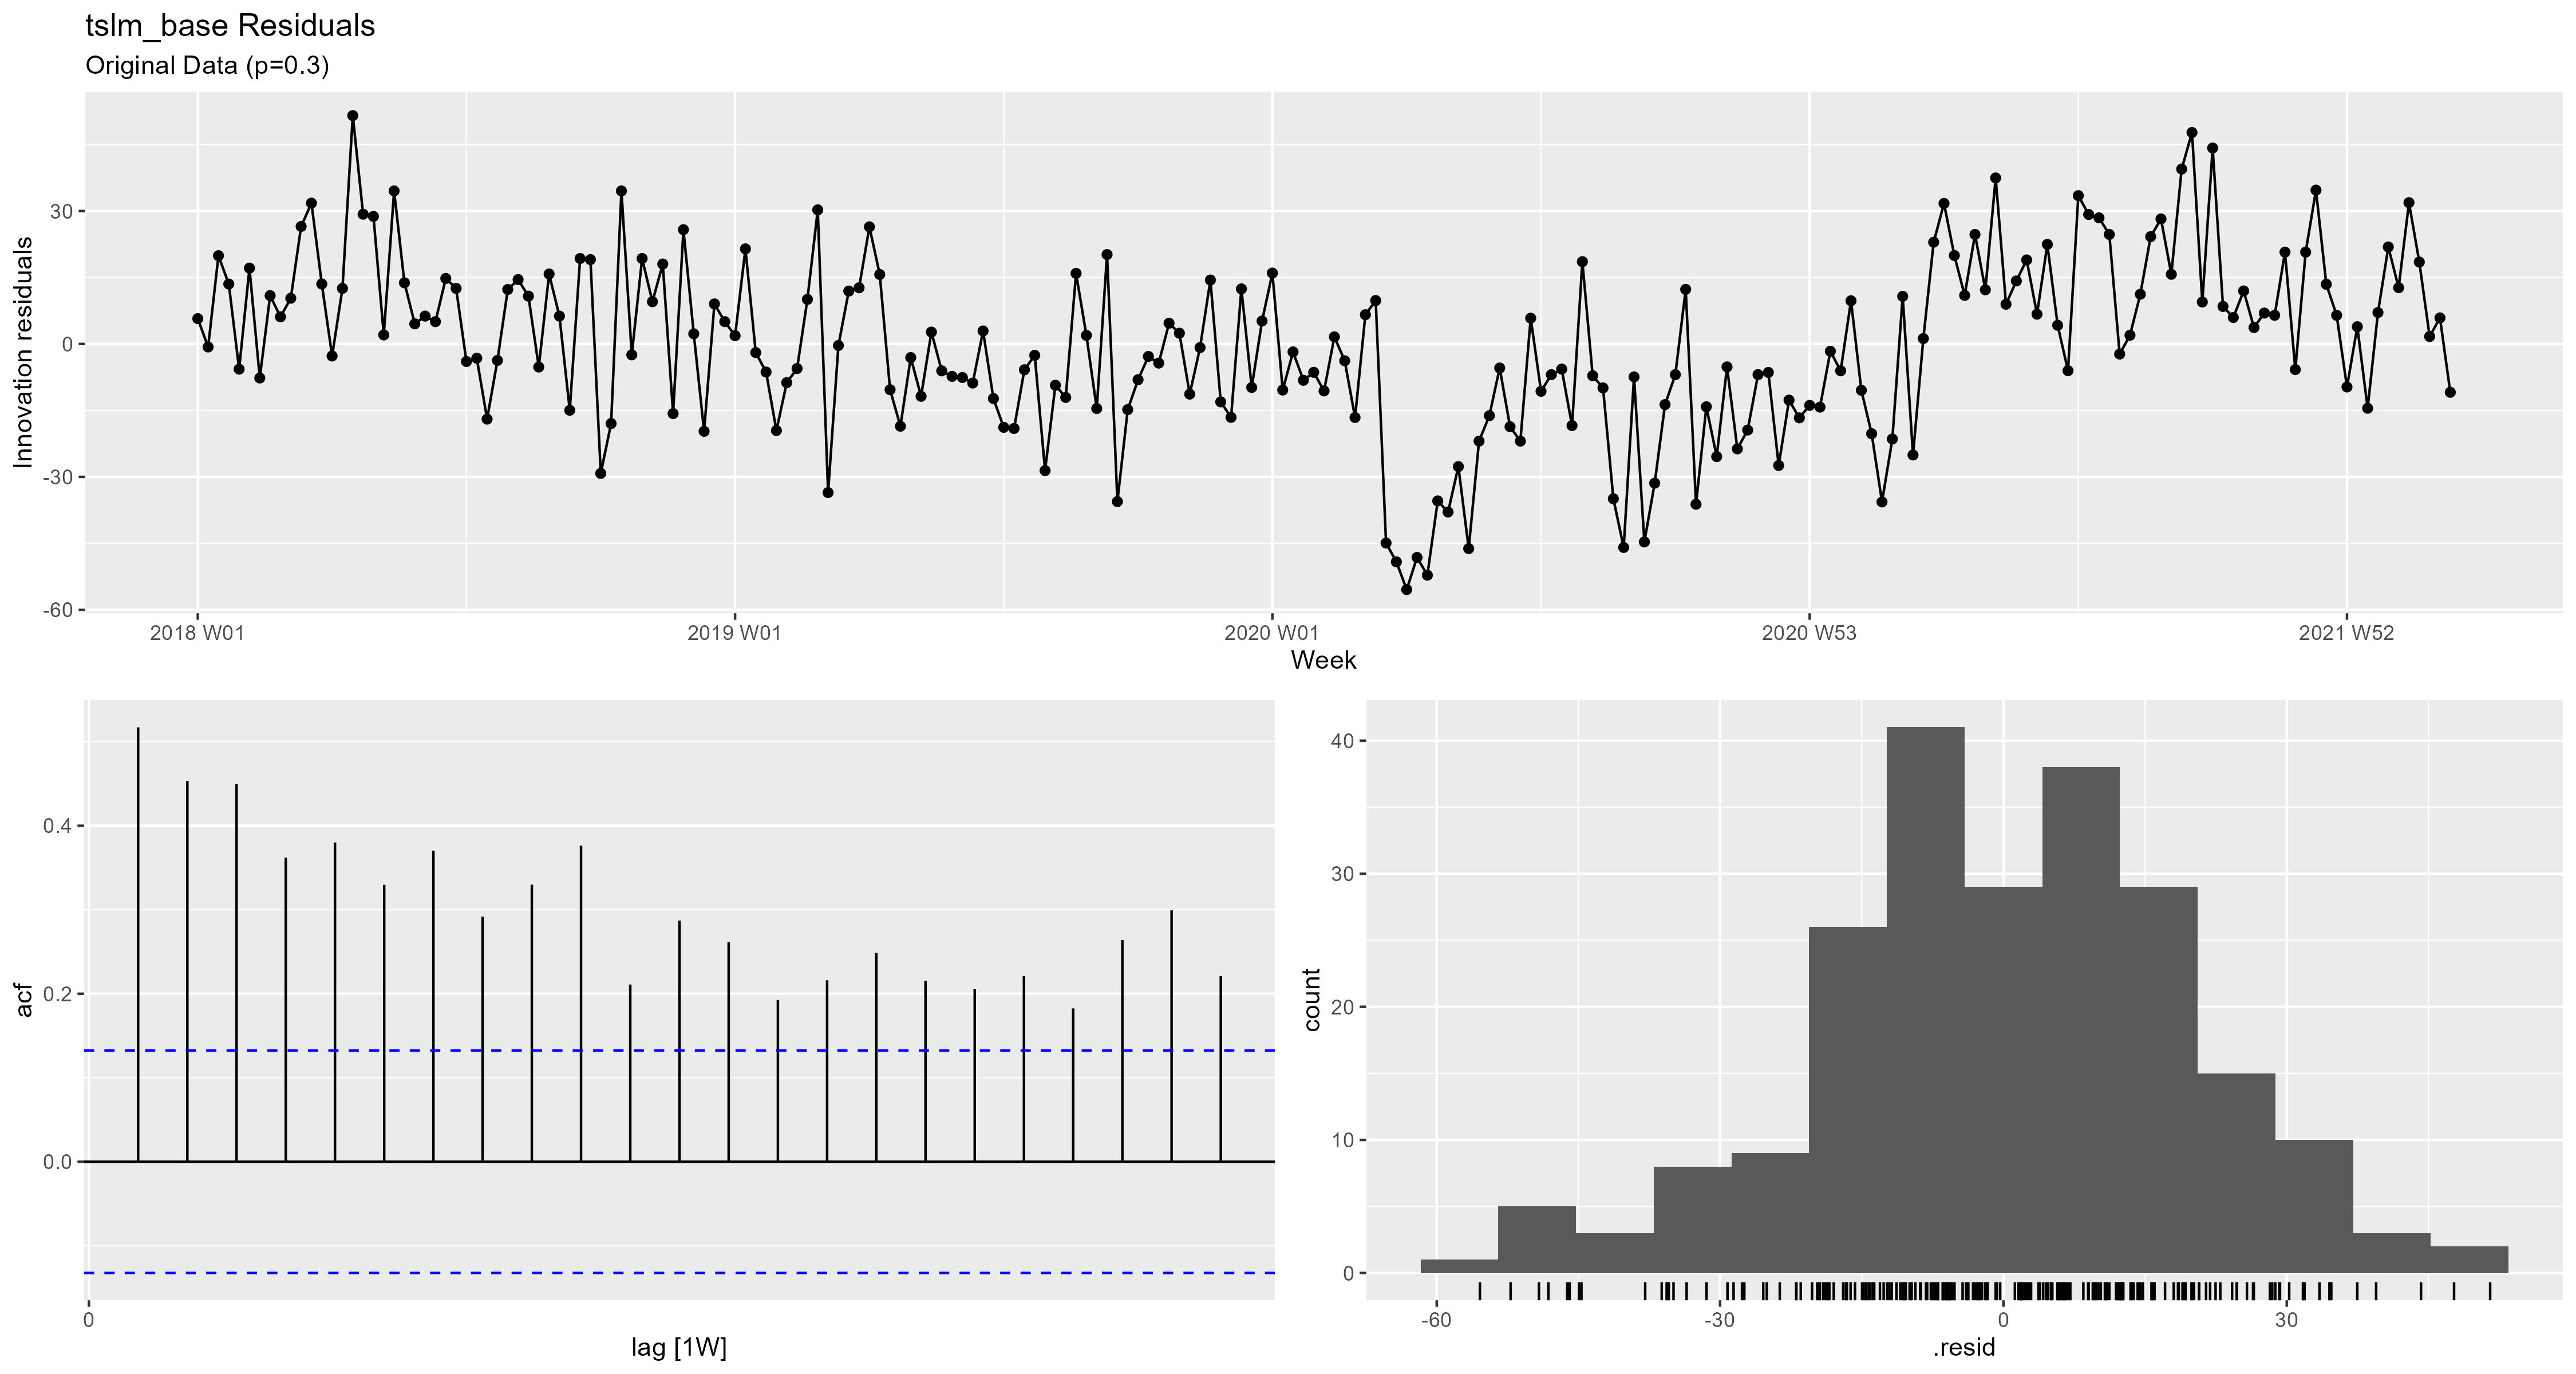 tslm_base Residuals
Original Data (p=0.3)
Innovation residuals
30
0
-30
-60
2018 W01
2019 W01
2020 W01
2020 W53
2021 W52
Week
acf
0.4
0.2
0.0
0
lag [1W]
count
40
30
20
10
0
-60
-30
0
30
.resid